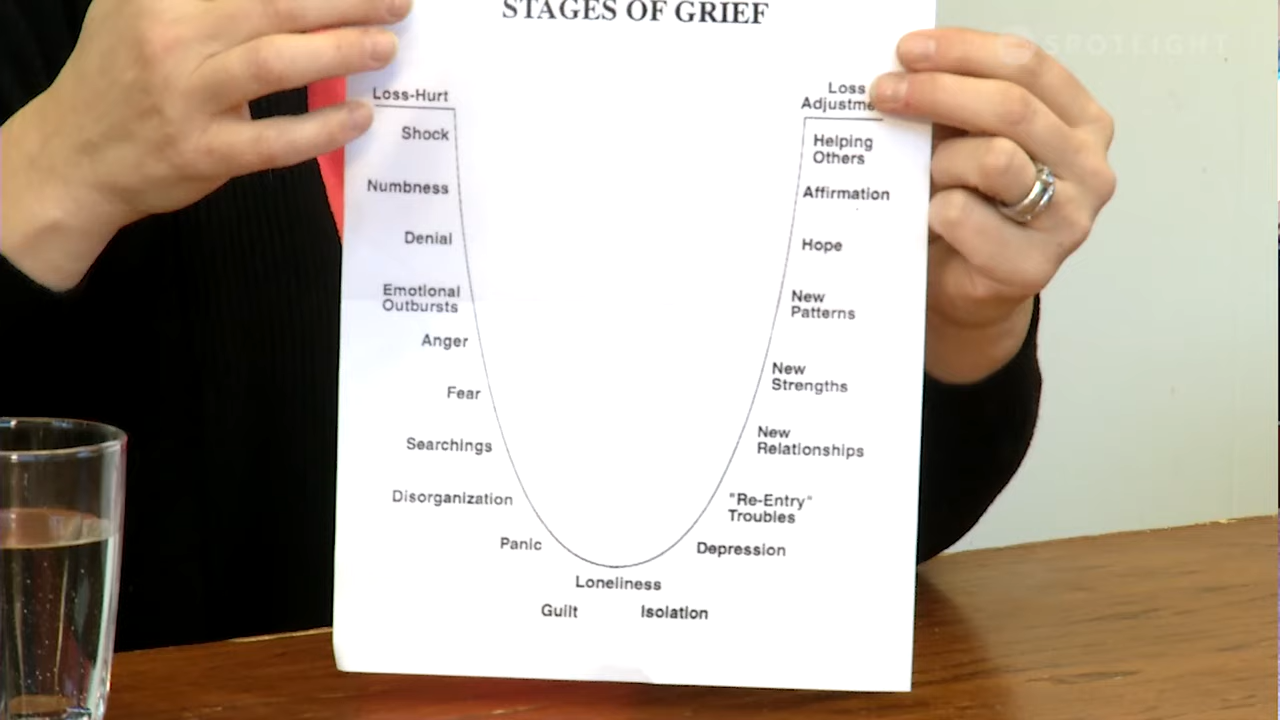 STAGES OF GRIEF
SPOTLIGHT
Loss-Hurt
Shock
Numbness
Denial
Emotional
Outbursts
Anger
Fear
Searchings
Disorganization
Panic
Loneliness
Guilt
Isolation
Depression
"Re-Entry"
Troubles
New
Relationships
New
Strengths
New
Patterns
Hope
Affirmation
Helping
Others
Loss